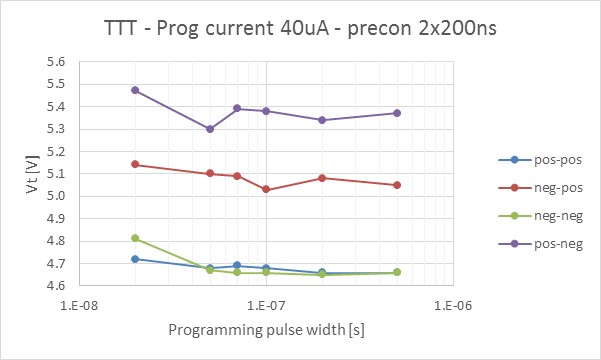 TTT - Prog current 40uA - precon 2x200ns
5.6
5.5
5.4
5.3
5.2
5.1
5.0
4.9
4.8
4.7
4.6
Vt [V]
1.E-08
1.E-07
1.E-06
Programming pulse width [s]
pos-pos
neg-pos
neg-neg
pos-neg